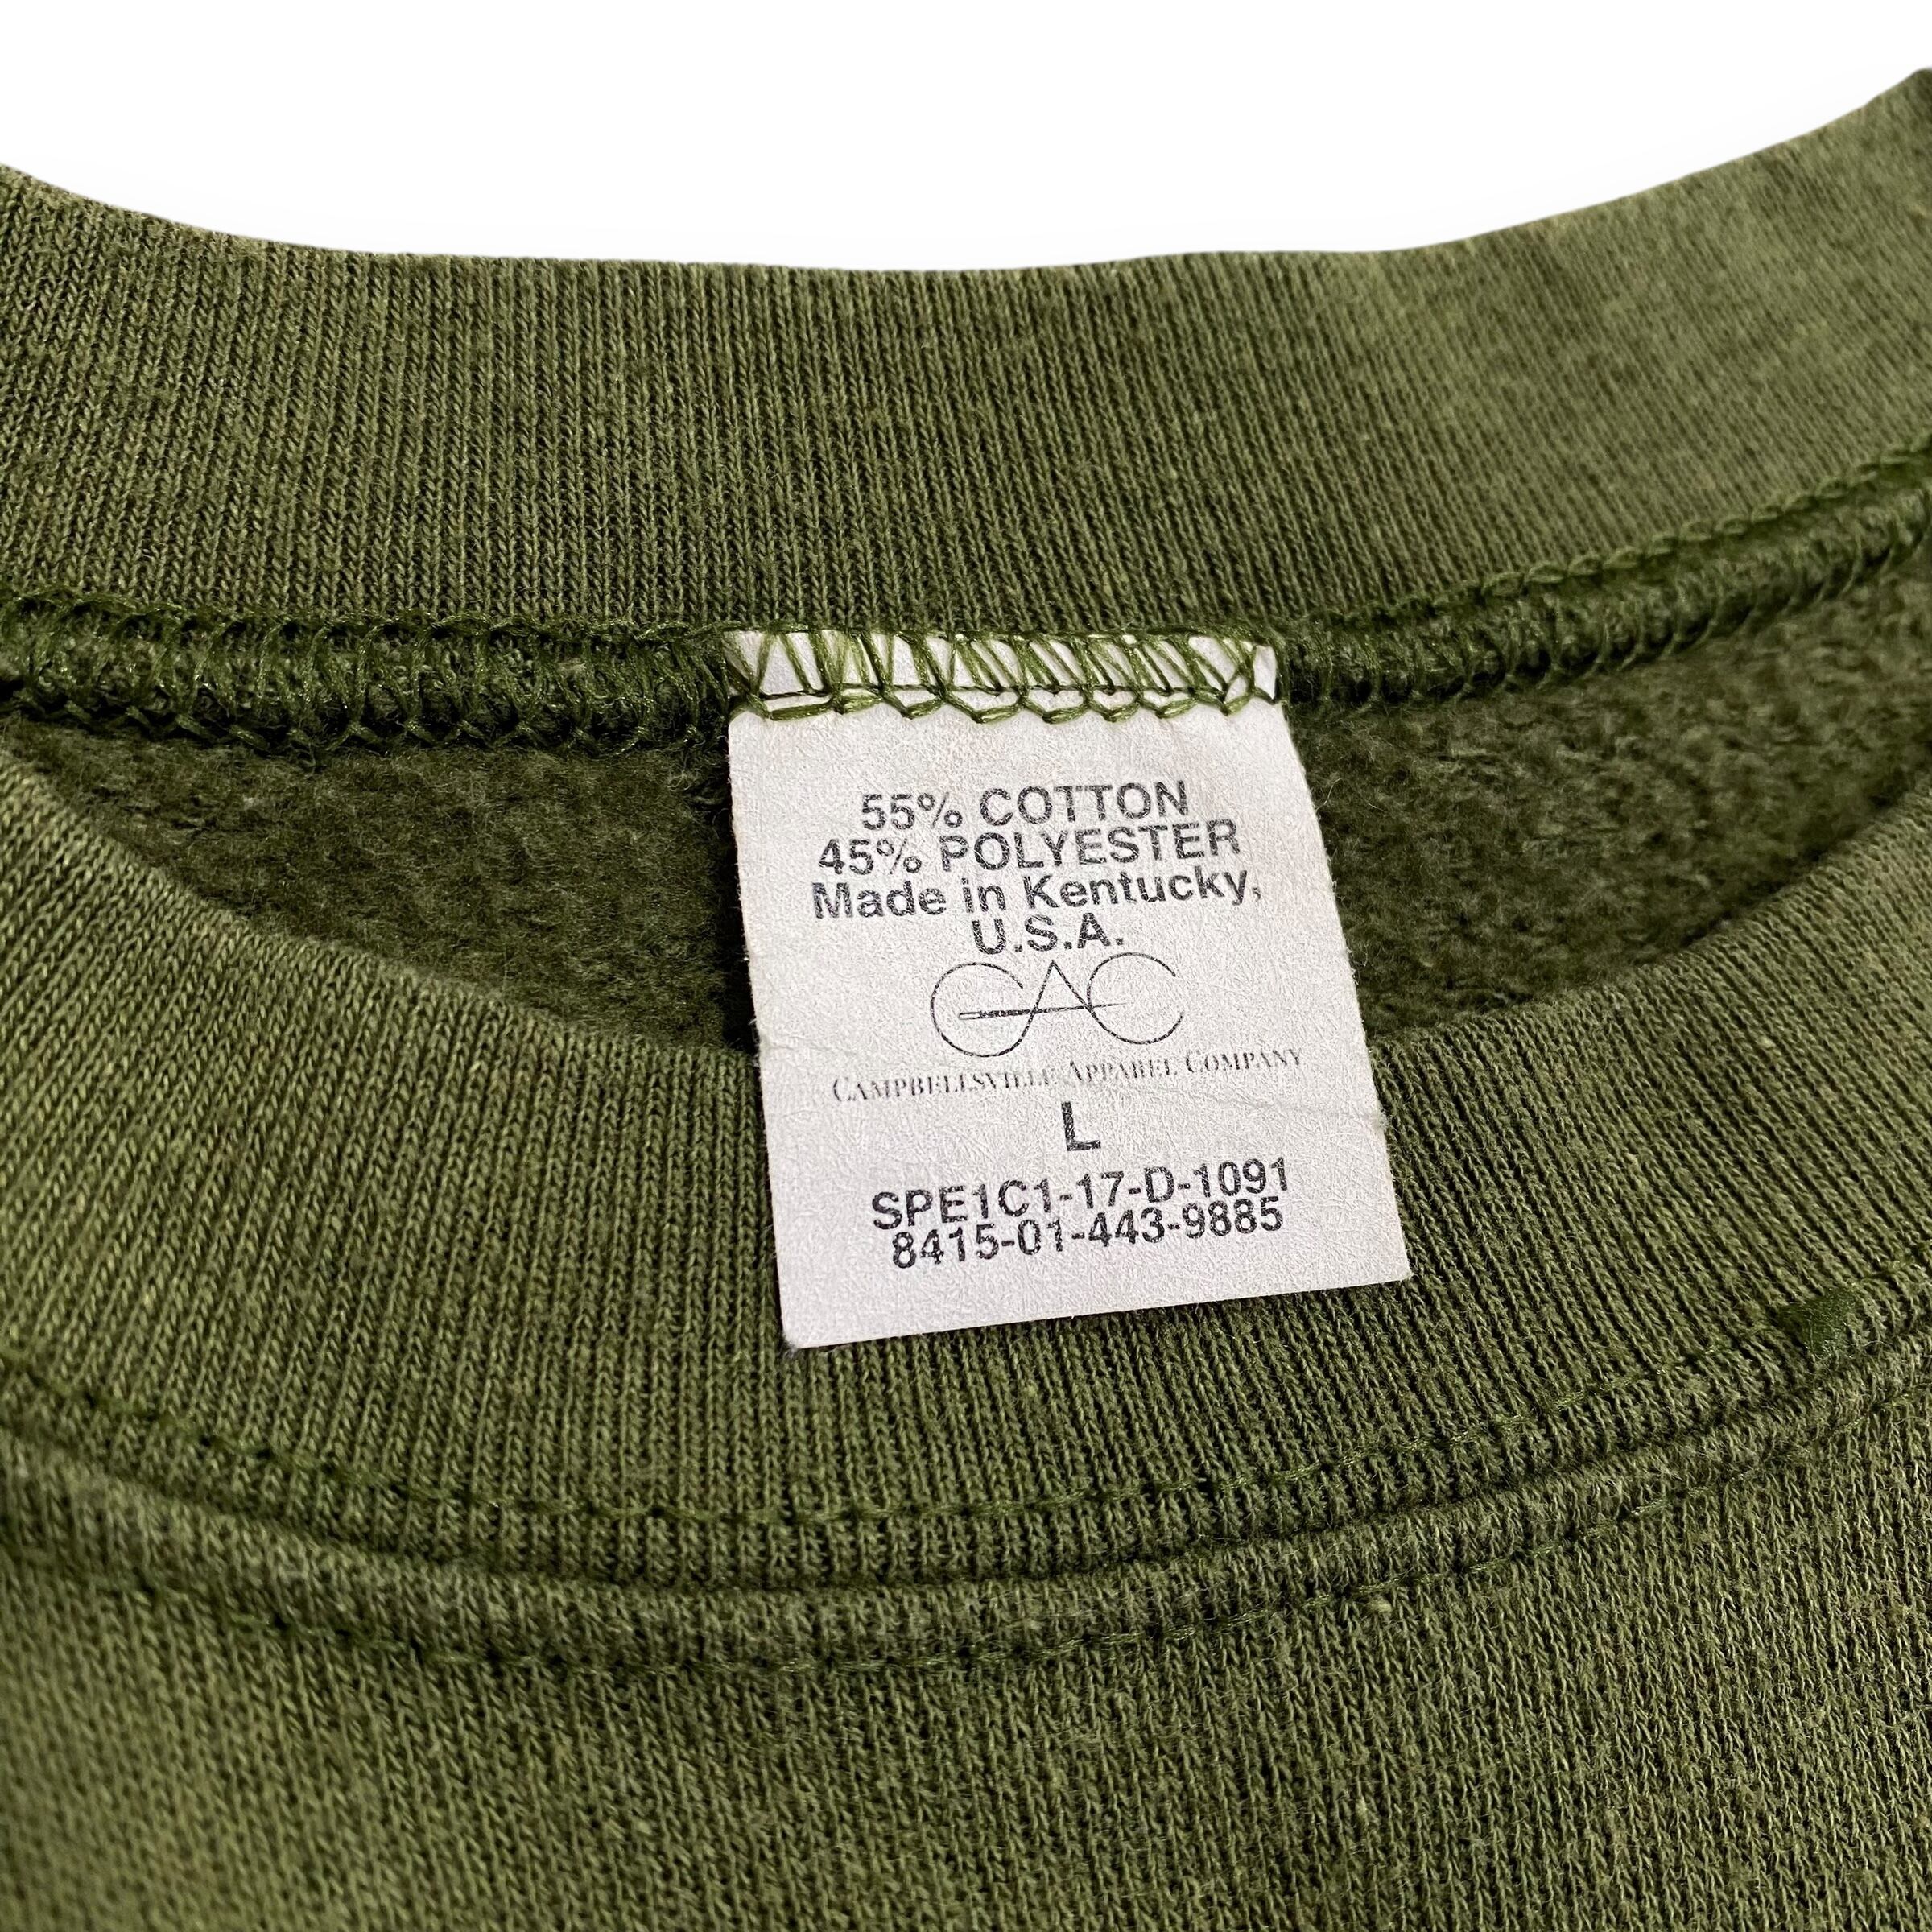 55% COTTON
45% POLYESTER
Made in Kentucky,
U.S.A.
CAC
CAMPBELLSVILLE APPAREL COMPANY
L
SPE1C1-17-D-1091
8415-01-443-9885